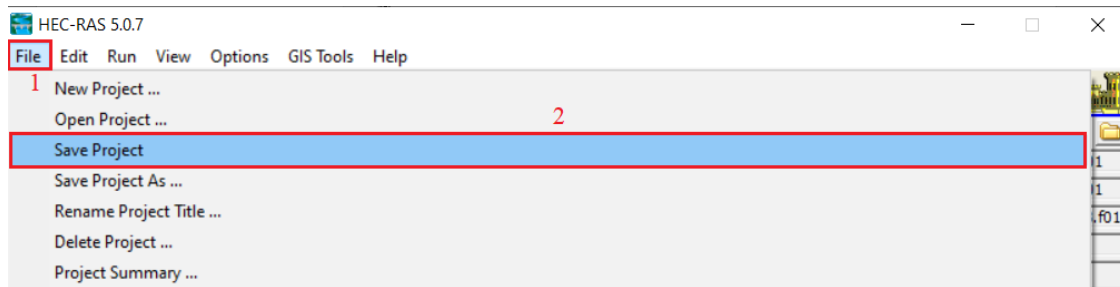 HEC-RAS 5.0.7
File Edit Run View Options GIS Tools Help
1
New Project ...
Open Project ...
2
Save Project
Save Project As ...
Rename Project Title ...
Delete Project ...
Project Summary ...
.f01